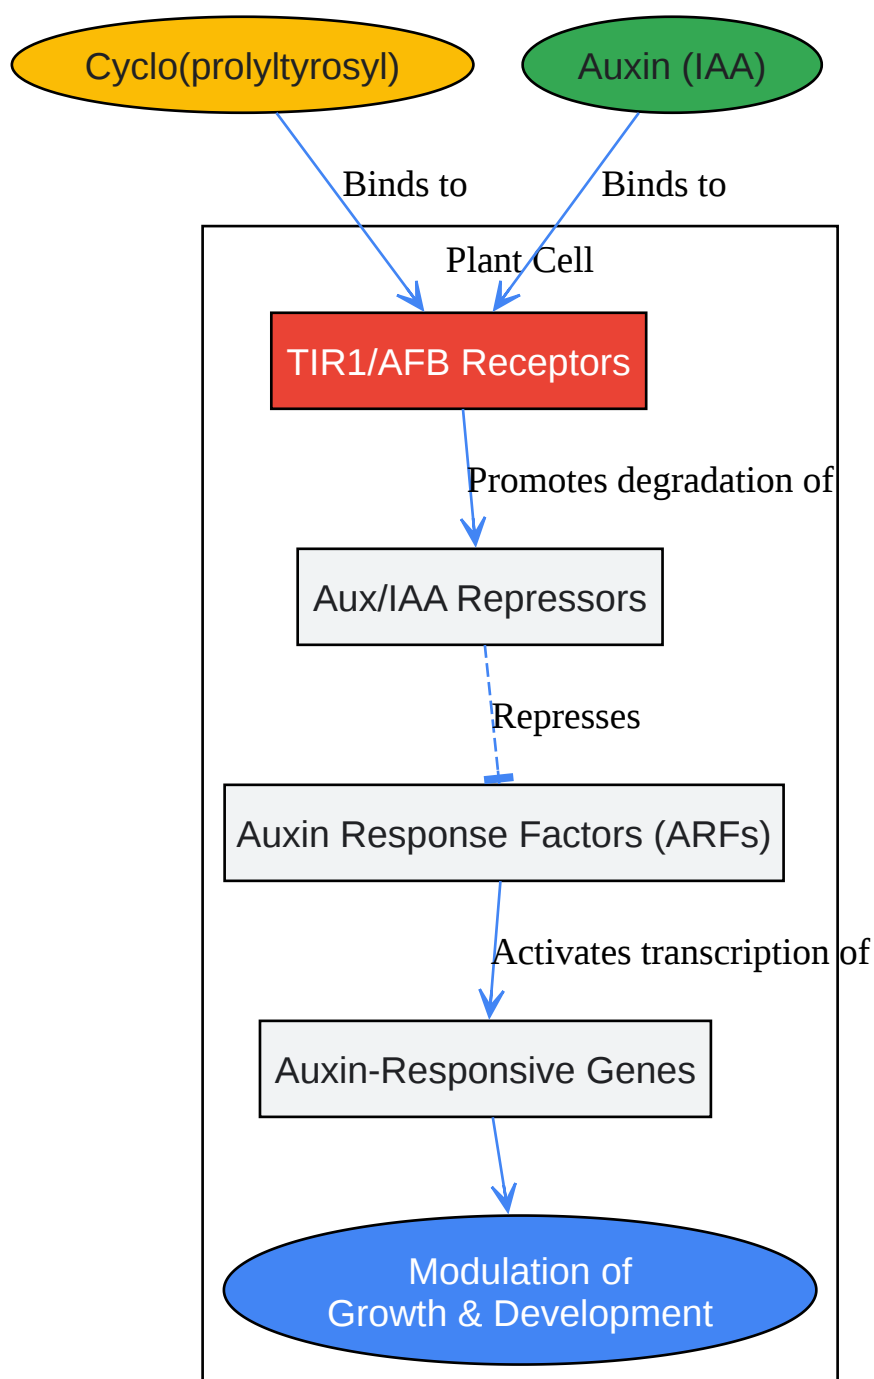 Cyclo(prolyltyrosyl)
Auxin (IAA)
Binds to
Binds to
Plant Cell
TIR1/AFB Receptors
Promotes degradation of
Aux/IAA Repressors
Represses
Auxin Response Factors (ARFs)
Activates transcription of
Auxin-Responsive Genes
Modulation of
Growth & Development